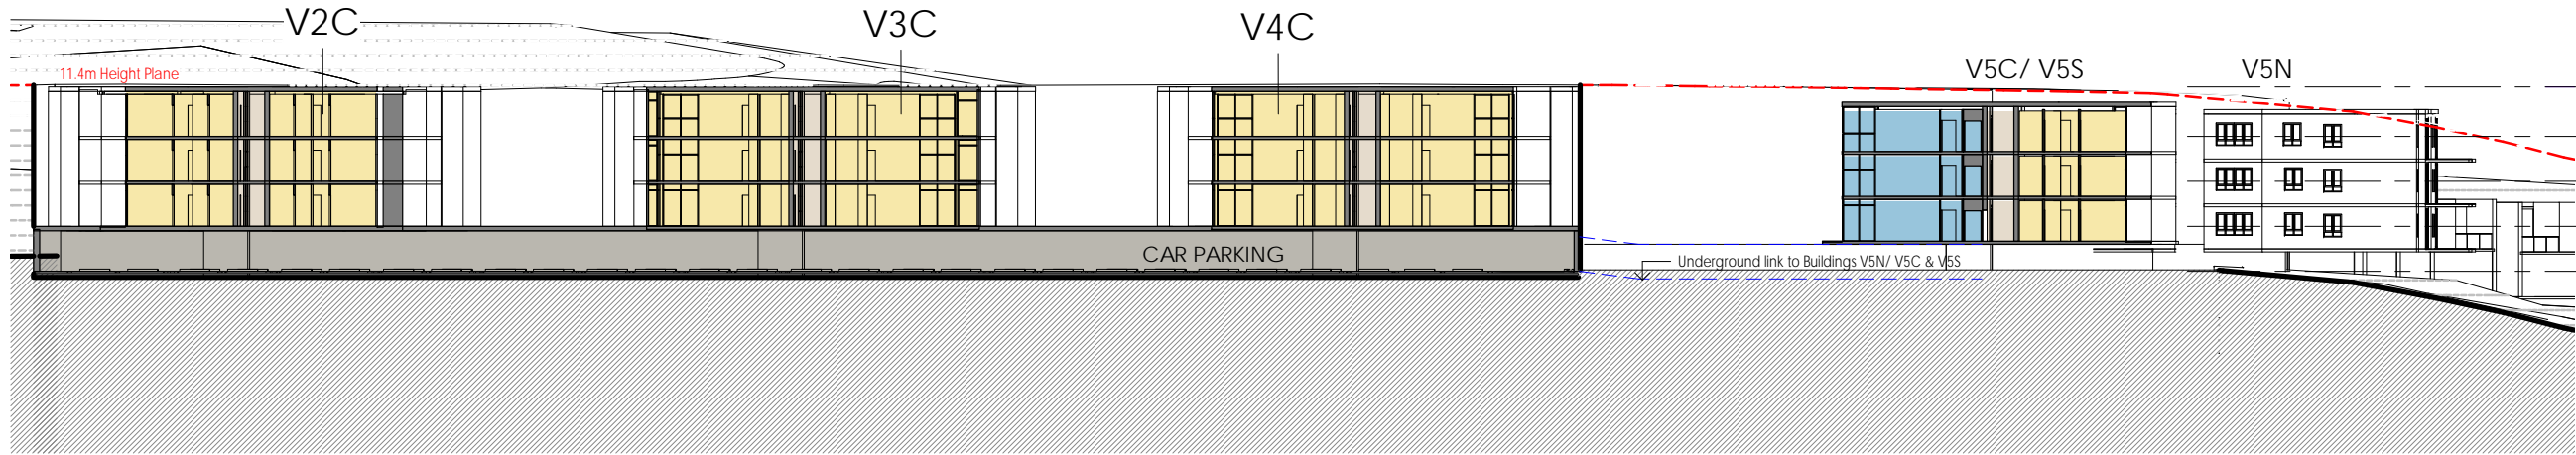 V2C
V3C
V4C
11.4m Height Plane
V5C/ V5S
V5N
CAR PARKING
Underground link to Buildings V5N/ V5C & V5S